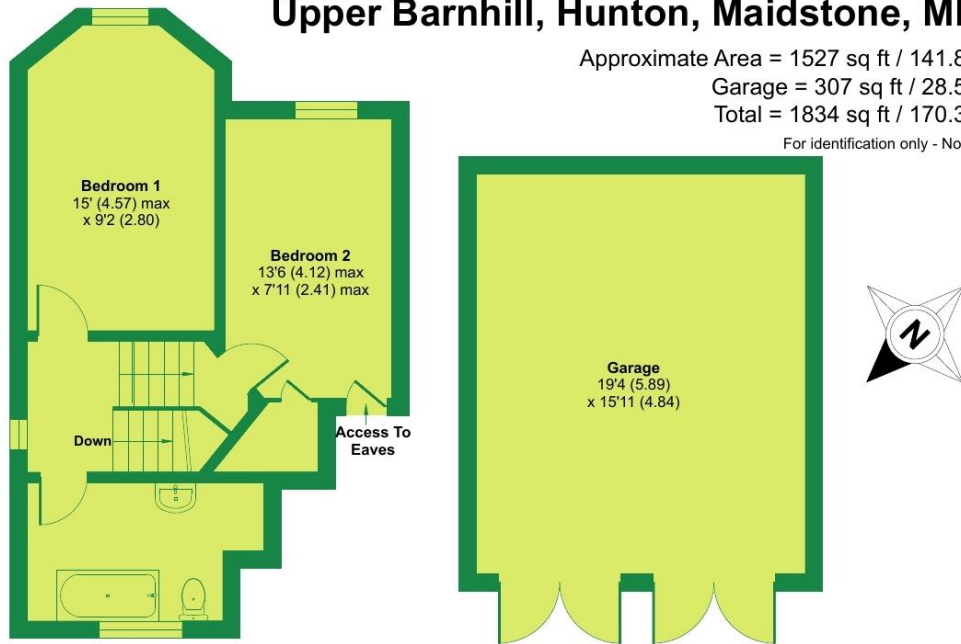 Upper Barnhill, Hunton, Maidstone,
Approximate Area = 1527 sq ft / 141.8
Garage = 307 sq ft / 28.5
Total = 1834 sq ft / 170.3
For identification only - No
Bedroom 1
15' (4.57) max
x 9'2 (2.80)
Bedroom 2
13'6 (4.12) max
x 7'11 (2.41) max
Garage
19'4 (5.89)
x 15'11 (4.84)
N
Down
Access To
Eaves